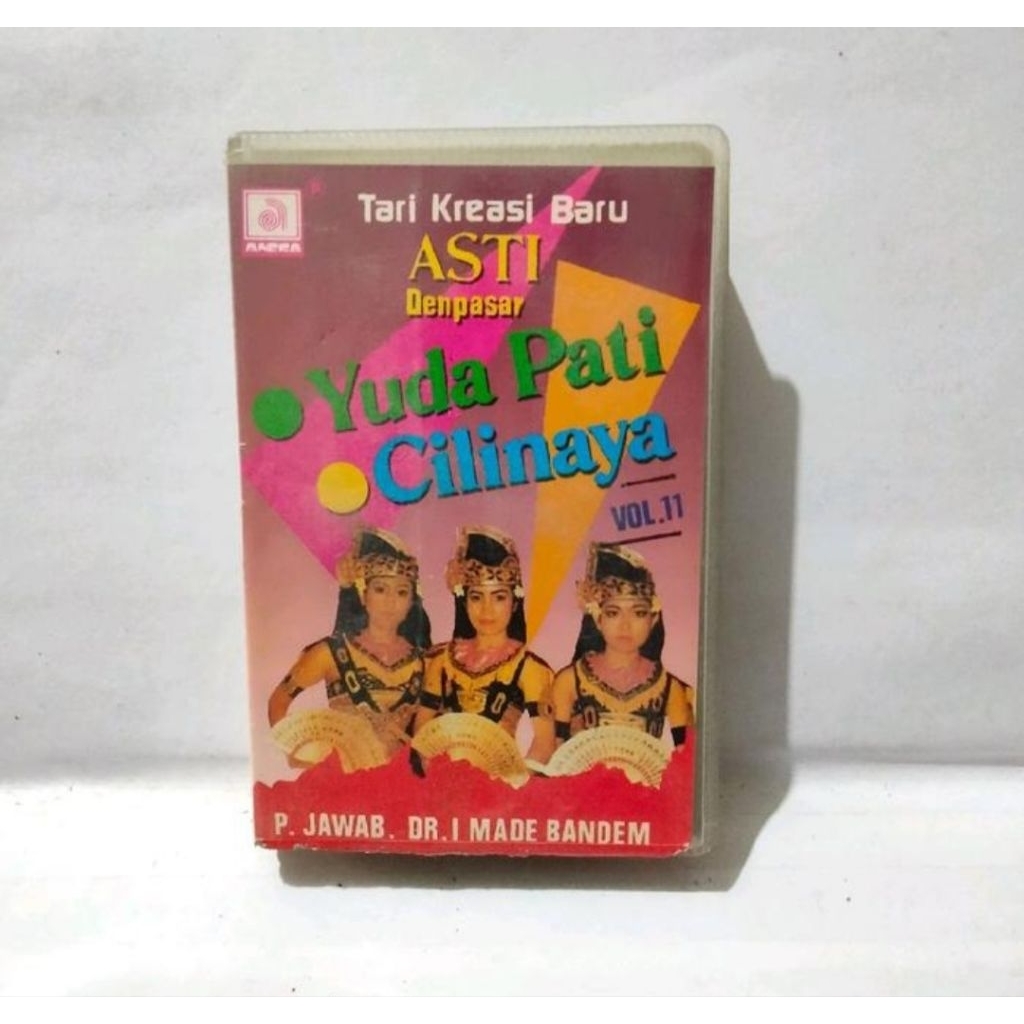 Tari Kreasi Baru
ASTI
Denpasar
Yuda Pati
Cilinaya
VOL.11
P. JAWAB. DR. I MADE BANDEM